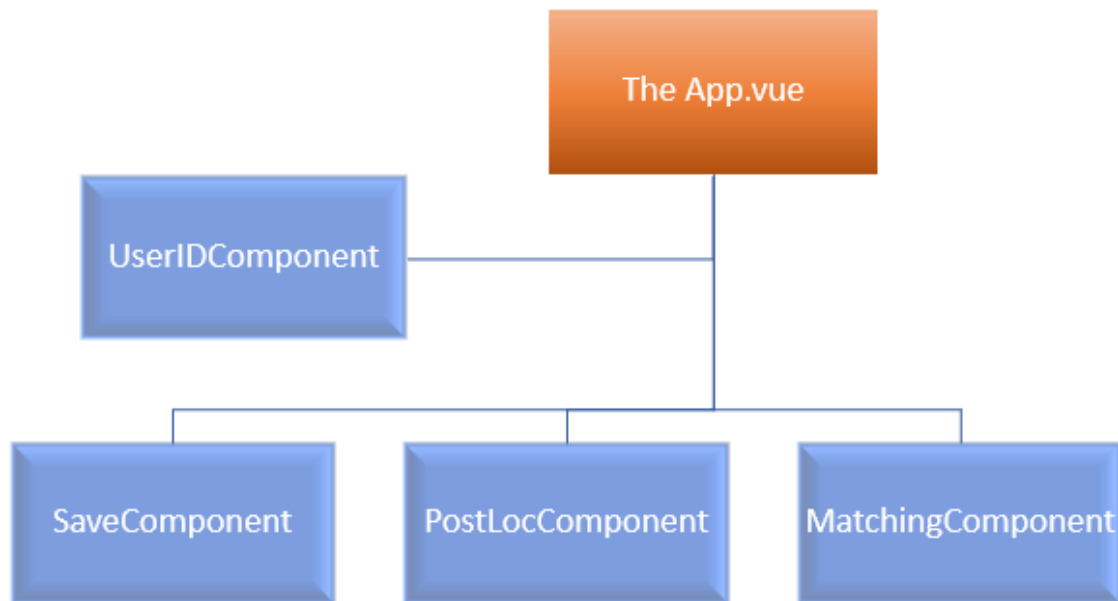 The App.vue
UserIDComponent
SaveComponent
PostLocComponent
MatchingComponent